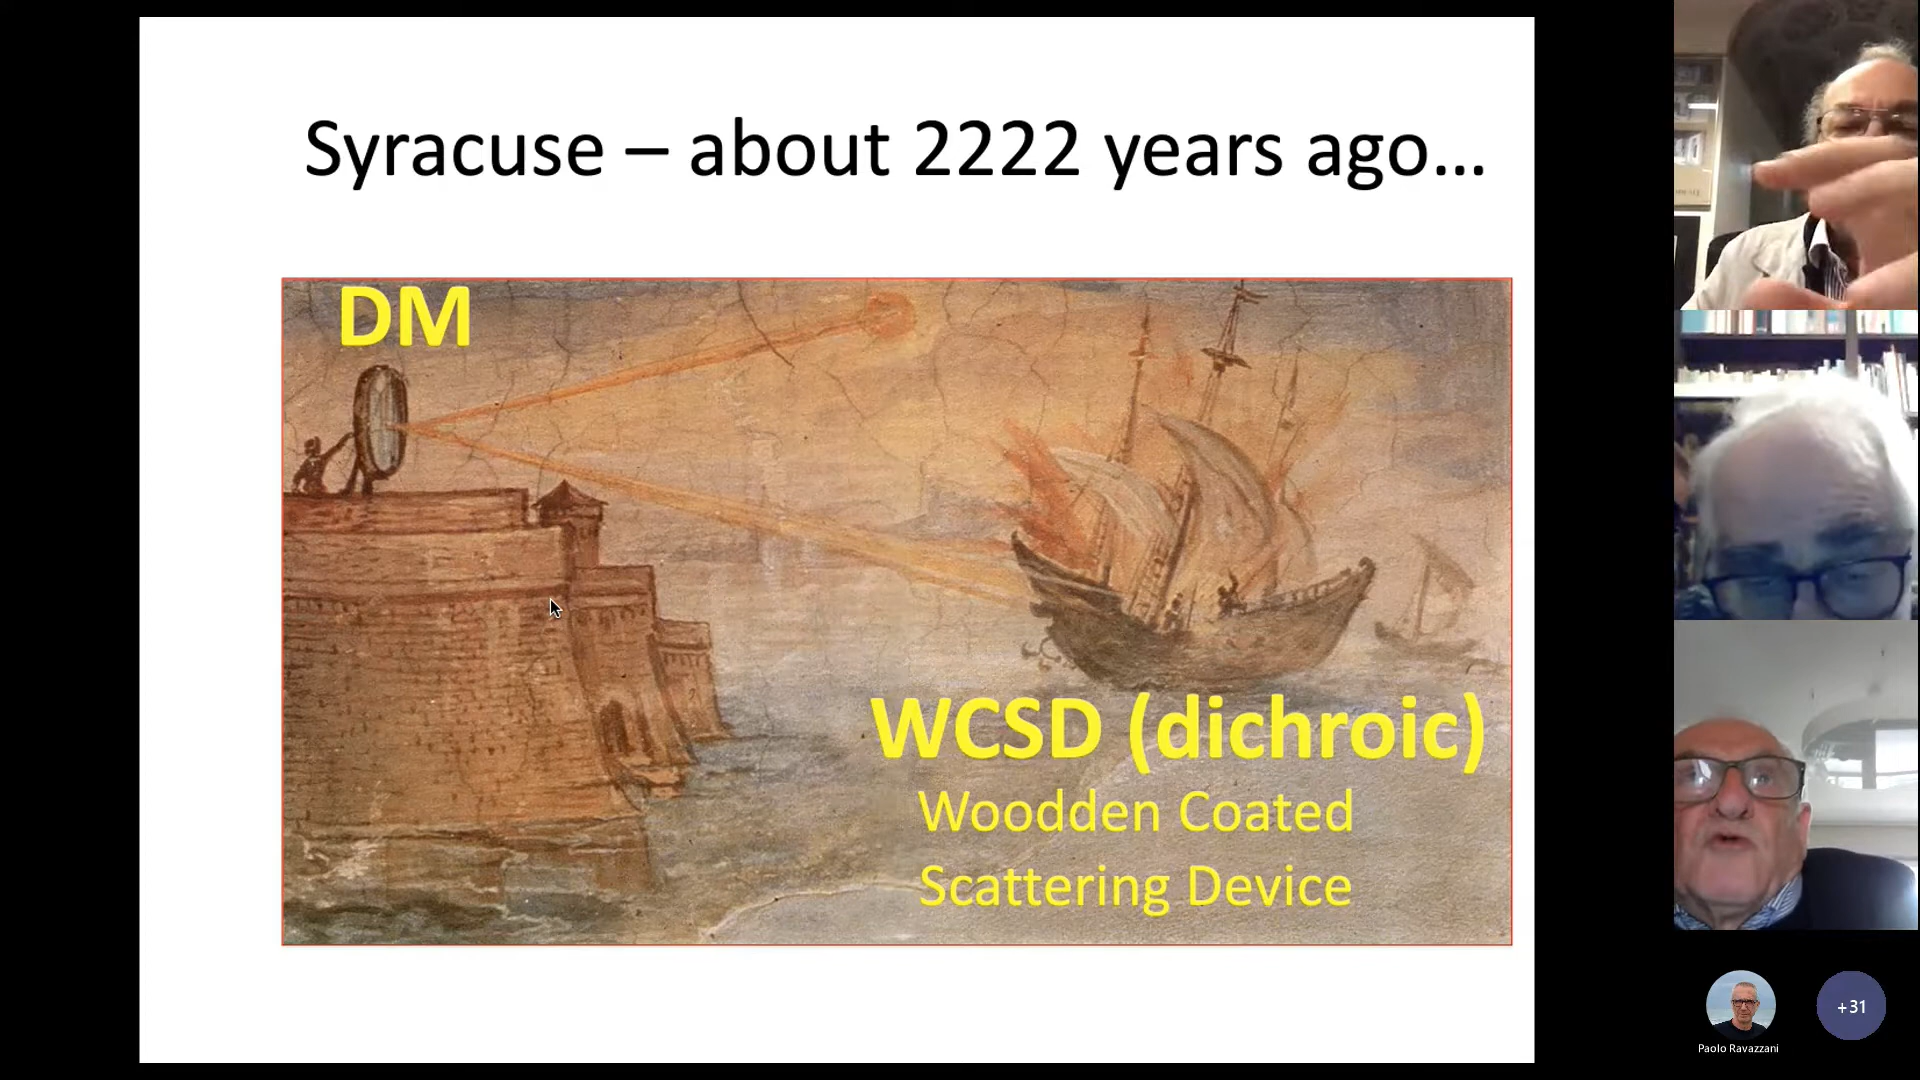 Syracuse – about 2222 years ago...
DM
WCSD (dichroic)
Woodden Coated
Scattering Device
Paolo Ravazzani
+31